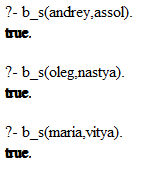 ?- b_s(andrey,assol).
true.
?- b_s(oleg,nastya).
true.
?- b_s(maria,vitya).
true.